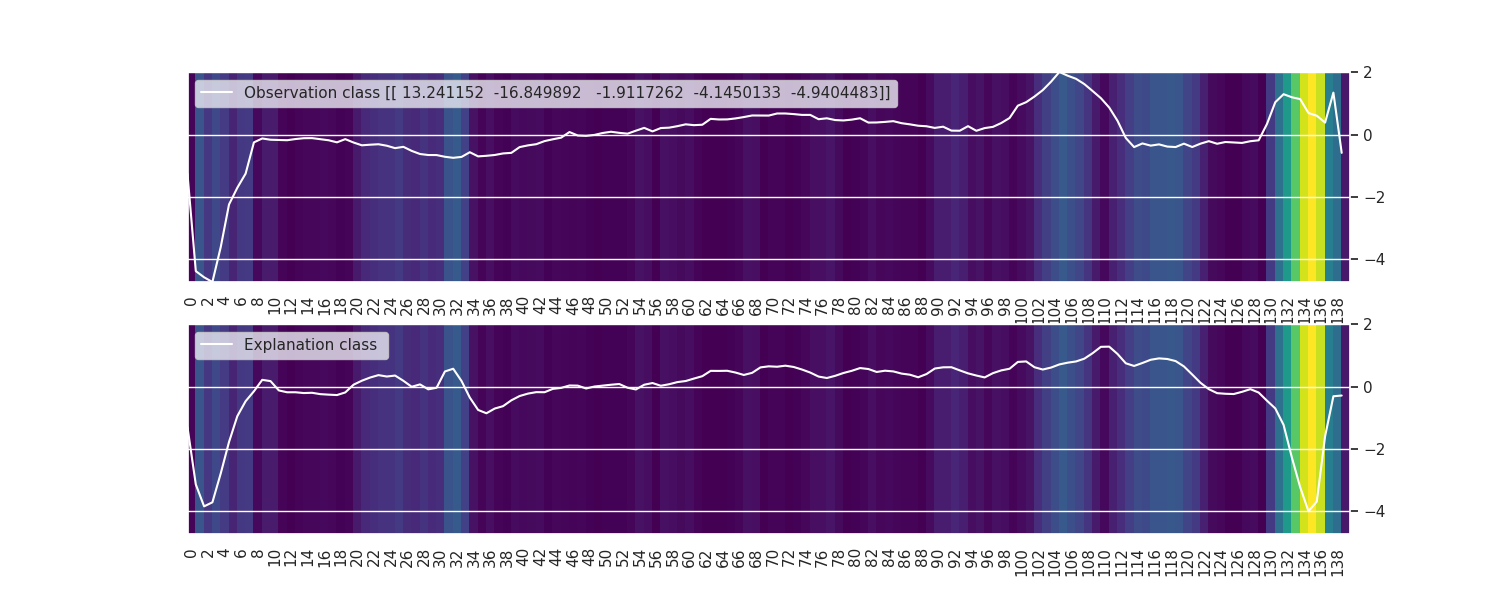 Observation class [[ 13.241152 -16.849892 -1.9117262 -4.1450133 -4.9404483]]
2
0
−2
−4
0 2 4 6 8 10 12 14 16 18 20 22 24 26 28 30 32 34 36 38 40 42 44 46 48 50 52 54 56 58 60 62 64 66 68 70 72 74 76 78 80 82 84 86 88 90 92 94 96 98 100 102 104 106 108 110 112 114 116 118 120 122 124 126 128 130 132 134 136 138
Explanation class
2
0
−2
−4
0 2 4 6 8 10 12 14 16 18 20 22 24 26 28 30 32 34 36 38 40 42 44 46 48 50 52 54 56 58 60 62 64 66 68 70 72 74 76 78 80 82 84 86 88 90 92 94 96 98 100 102 104 106 108 110 112 114 116 118 120 122 124 126 128 130 132 134 136 138